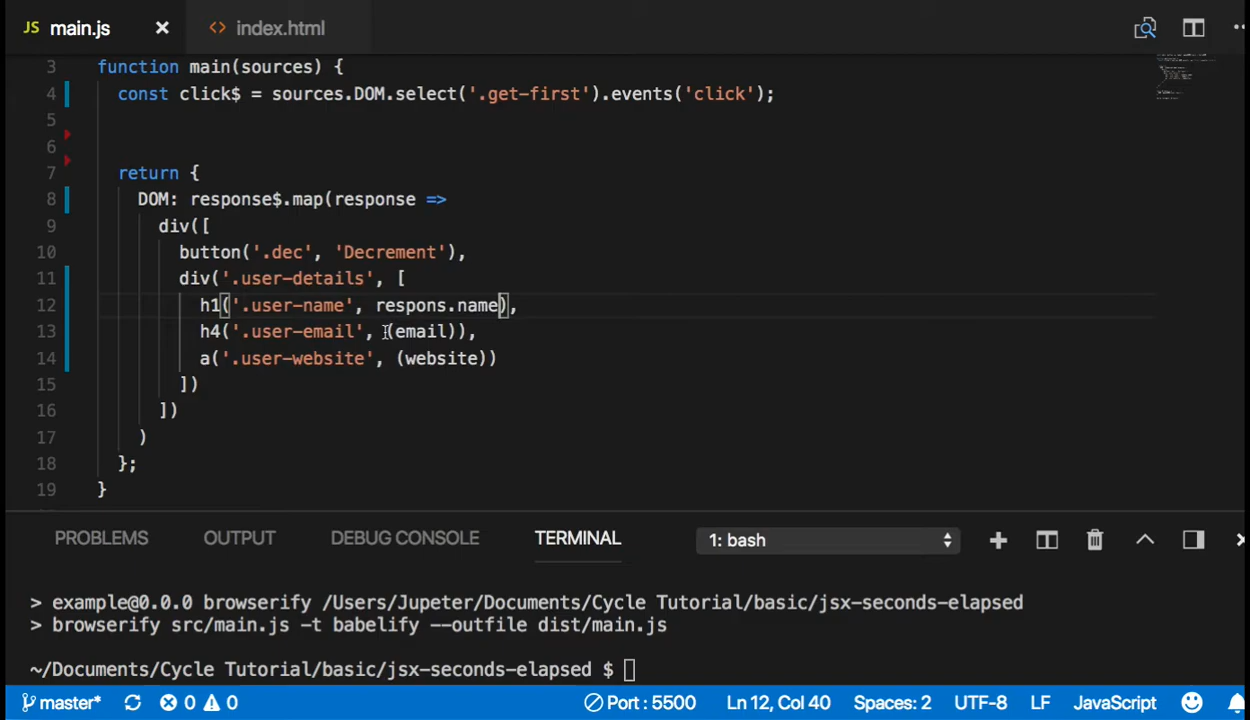 JS main.js × <> index.html
3 function main(sources) {
4 const click$ = sources.DOM.select('.get-first').events('click');
5
6
7 return {
8 DOM: response$.map(response =>
9 div([
10 button('.dec', 'Decrement'),
11 div('.user-details', [
12 h1('.user-name', respons.name),
13 h4('.user-email', (email)),
14 a('.user-website', (website))
15 ])
16 ])
17 )
18 };
19 }
PROBLEMS OUTPUT DEBUG CONSOLE TERMINAL 1: bash
> example@0.0.0 browserify /Users/Jupeter/Documents/Cycle Tutorial/basic/jsx-seconds-elapsed
> browserify src/main.js -t babelify --outfile dist/main.js
~/Documents/Cycle Tutorial/basic/jsx-seconds-elapsed $
master* 0 0 Port : 5500 Ln 12, Col 40 Spaces: 2 UTF-8 LF JavaScript